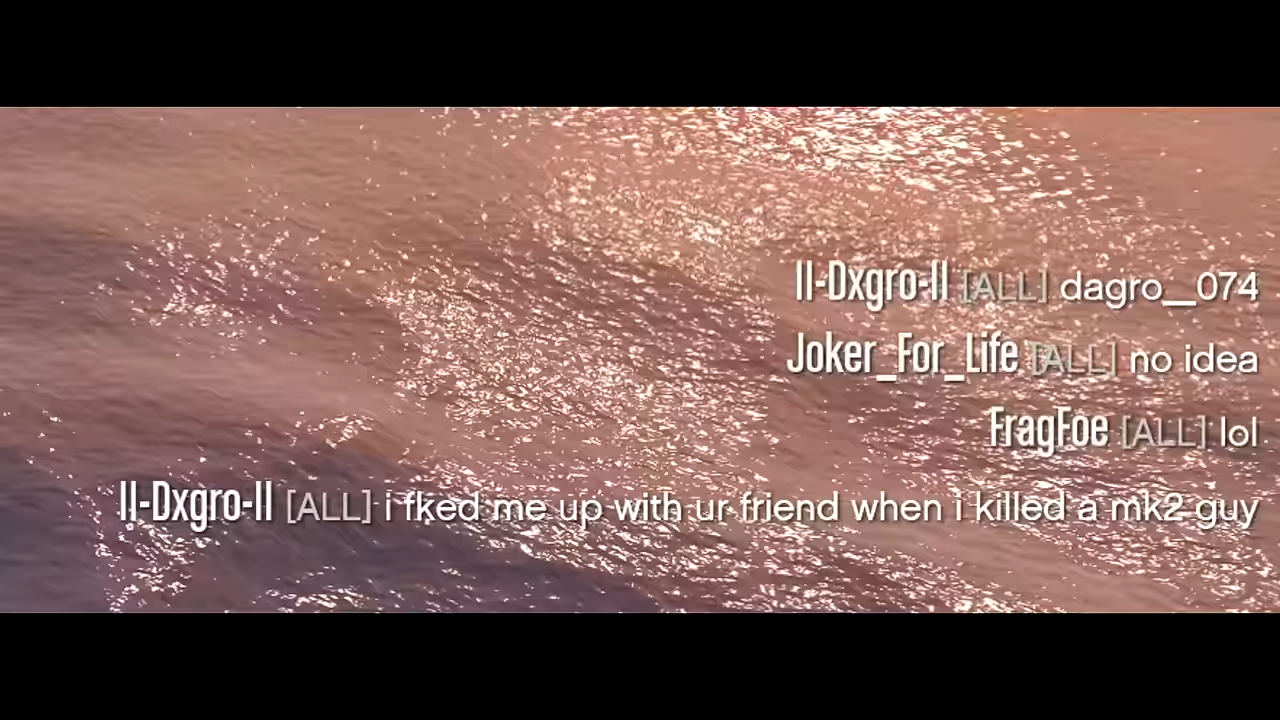 II-Dxgro-II [ALL] dagro__074
Joker_For_Life [ALL] no idea
FragFoe [ALL] lol
II-Dxgro-II [ALL] i fked me up with ur friend when i killed a mk2 guy